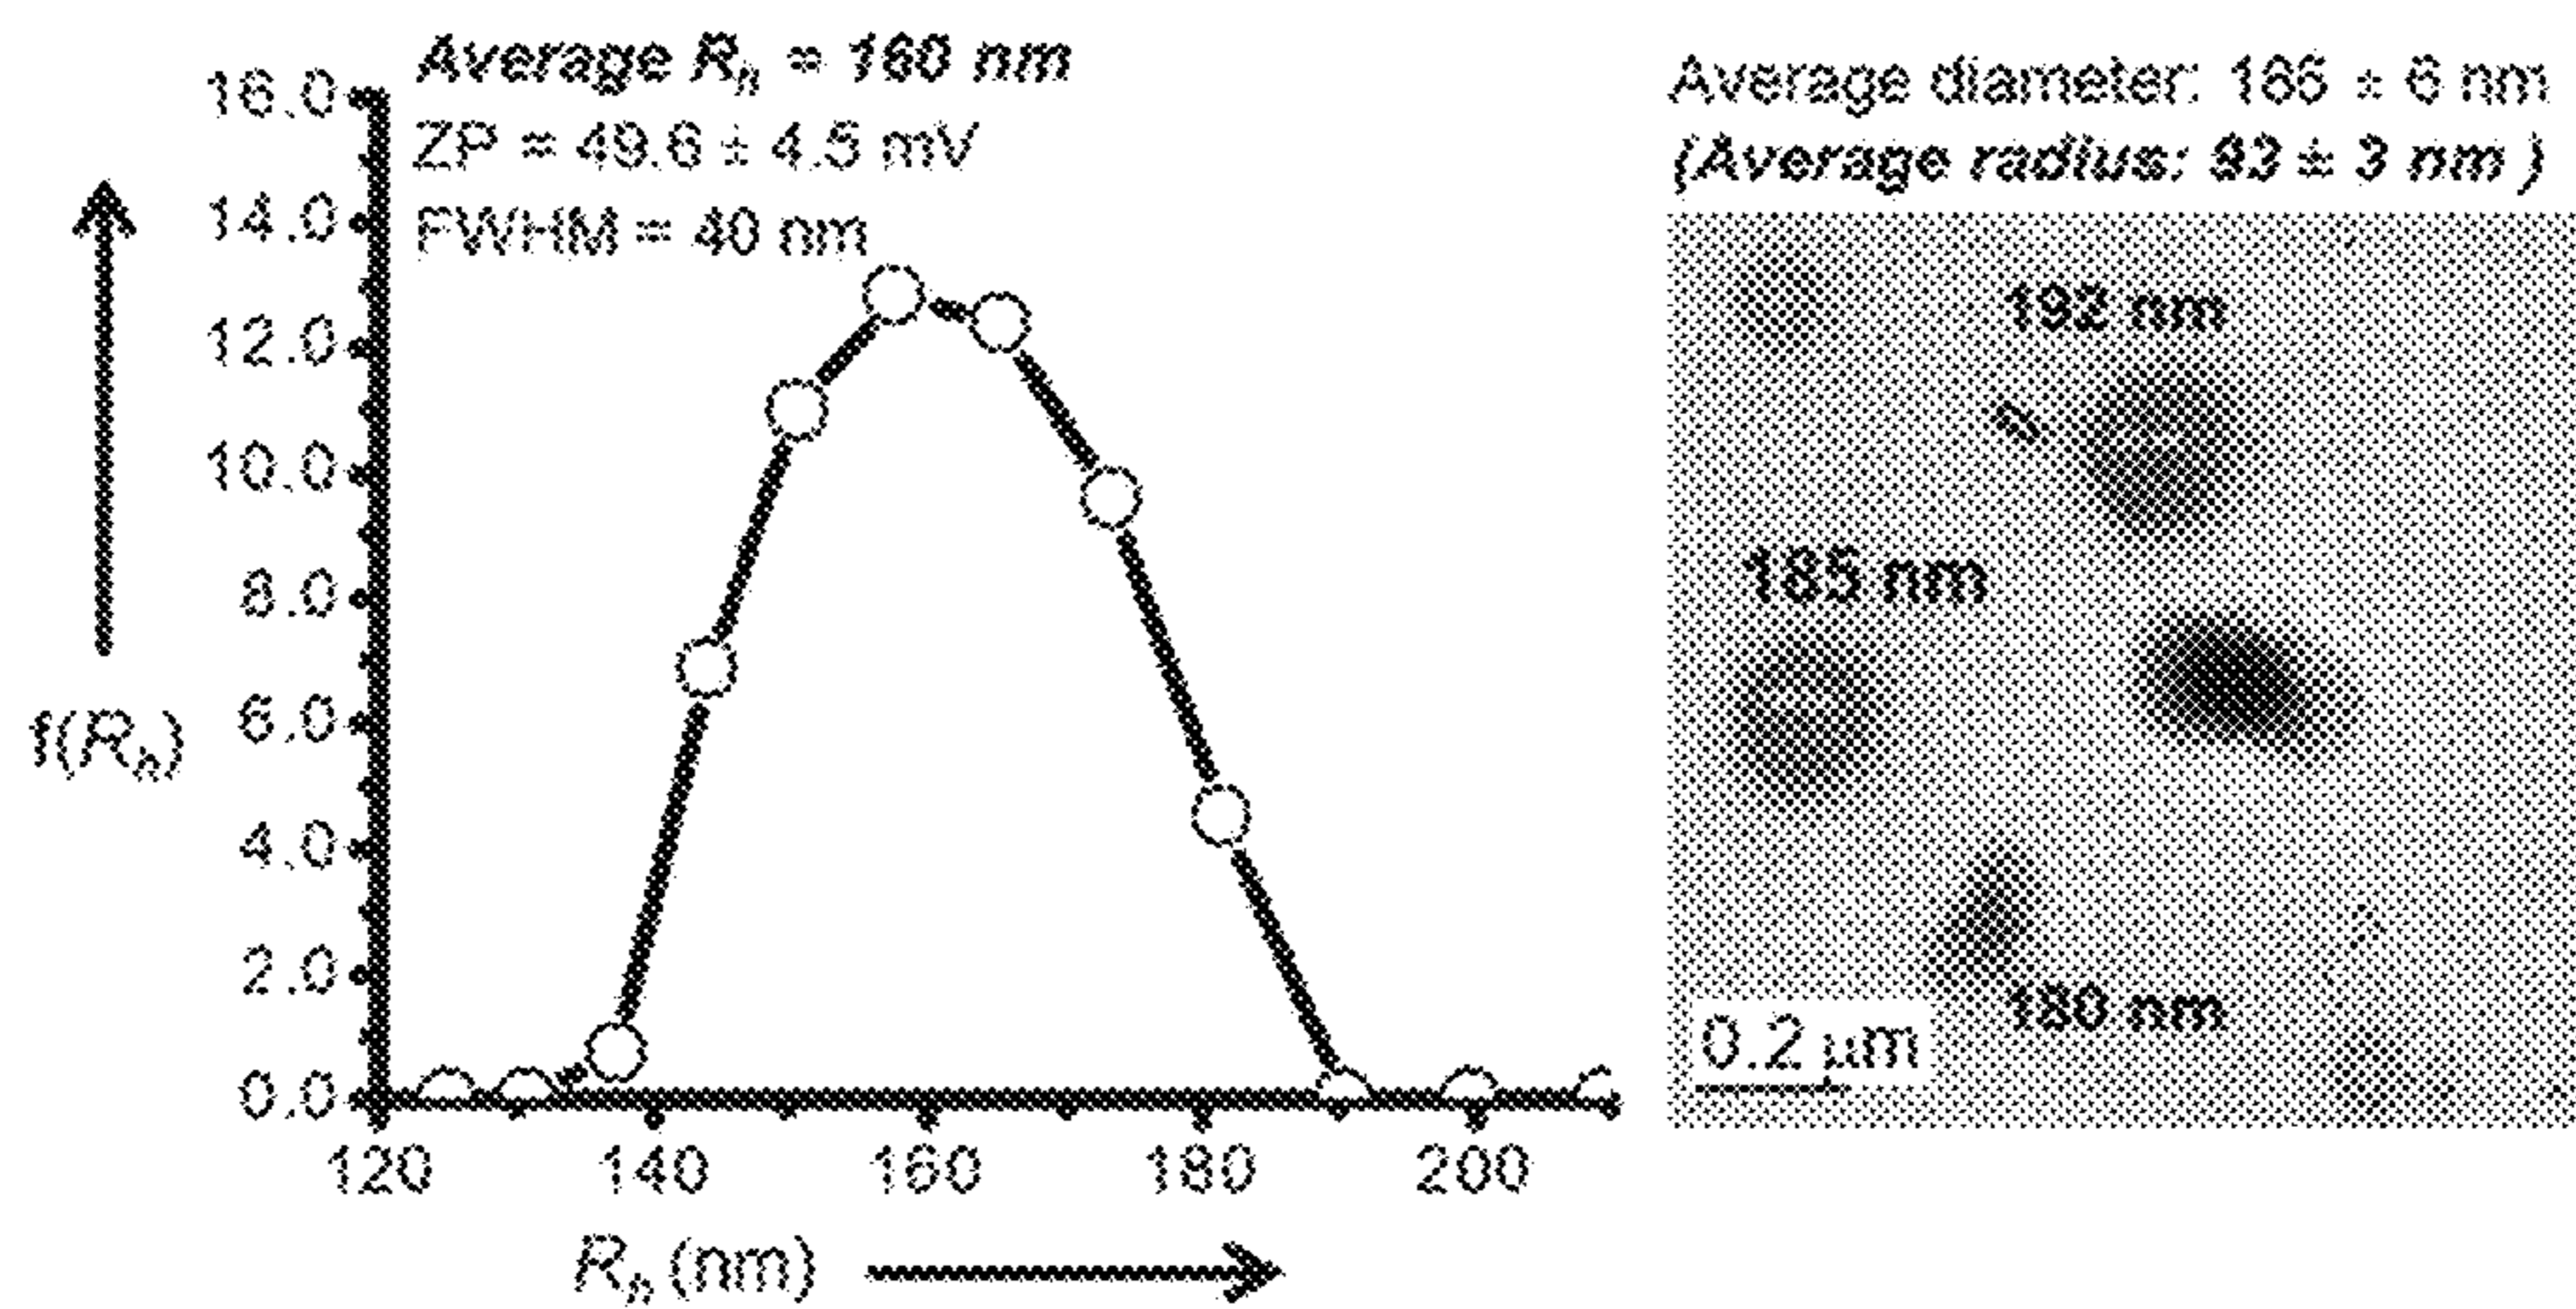 Average Rₕ = 160 nm
ZP = 49.6 ± 4.5 mV
FWHM = 40 nm
16.0
14.0
12.0
10.0
8.0
6.0
4.0
2.0
0.0
f(Rₕ)
120 140 160 180 200
Rₕ (nm)
Average diameter: 185 ± 6 nm
(Average radius: 93 ± 3 nm )
192 nm
185 nm
180 nm
0.2 μm